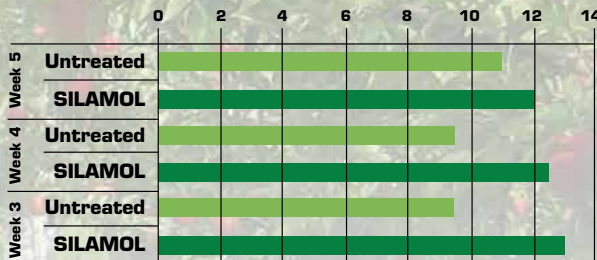 0 2 4 6 8 10 12 14
Week 5
Untreated
SILAMOL
Week 4
Untreated
SILAMOL
Week 3
Untreated
SILAMOL